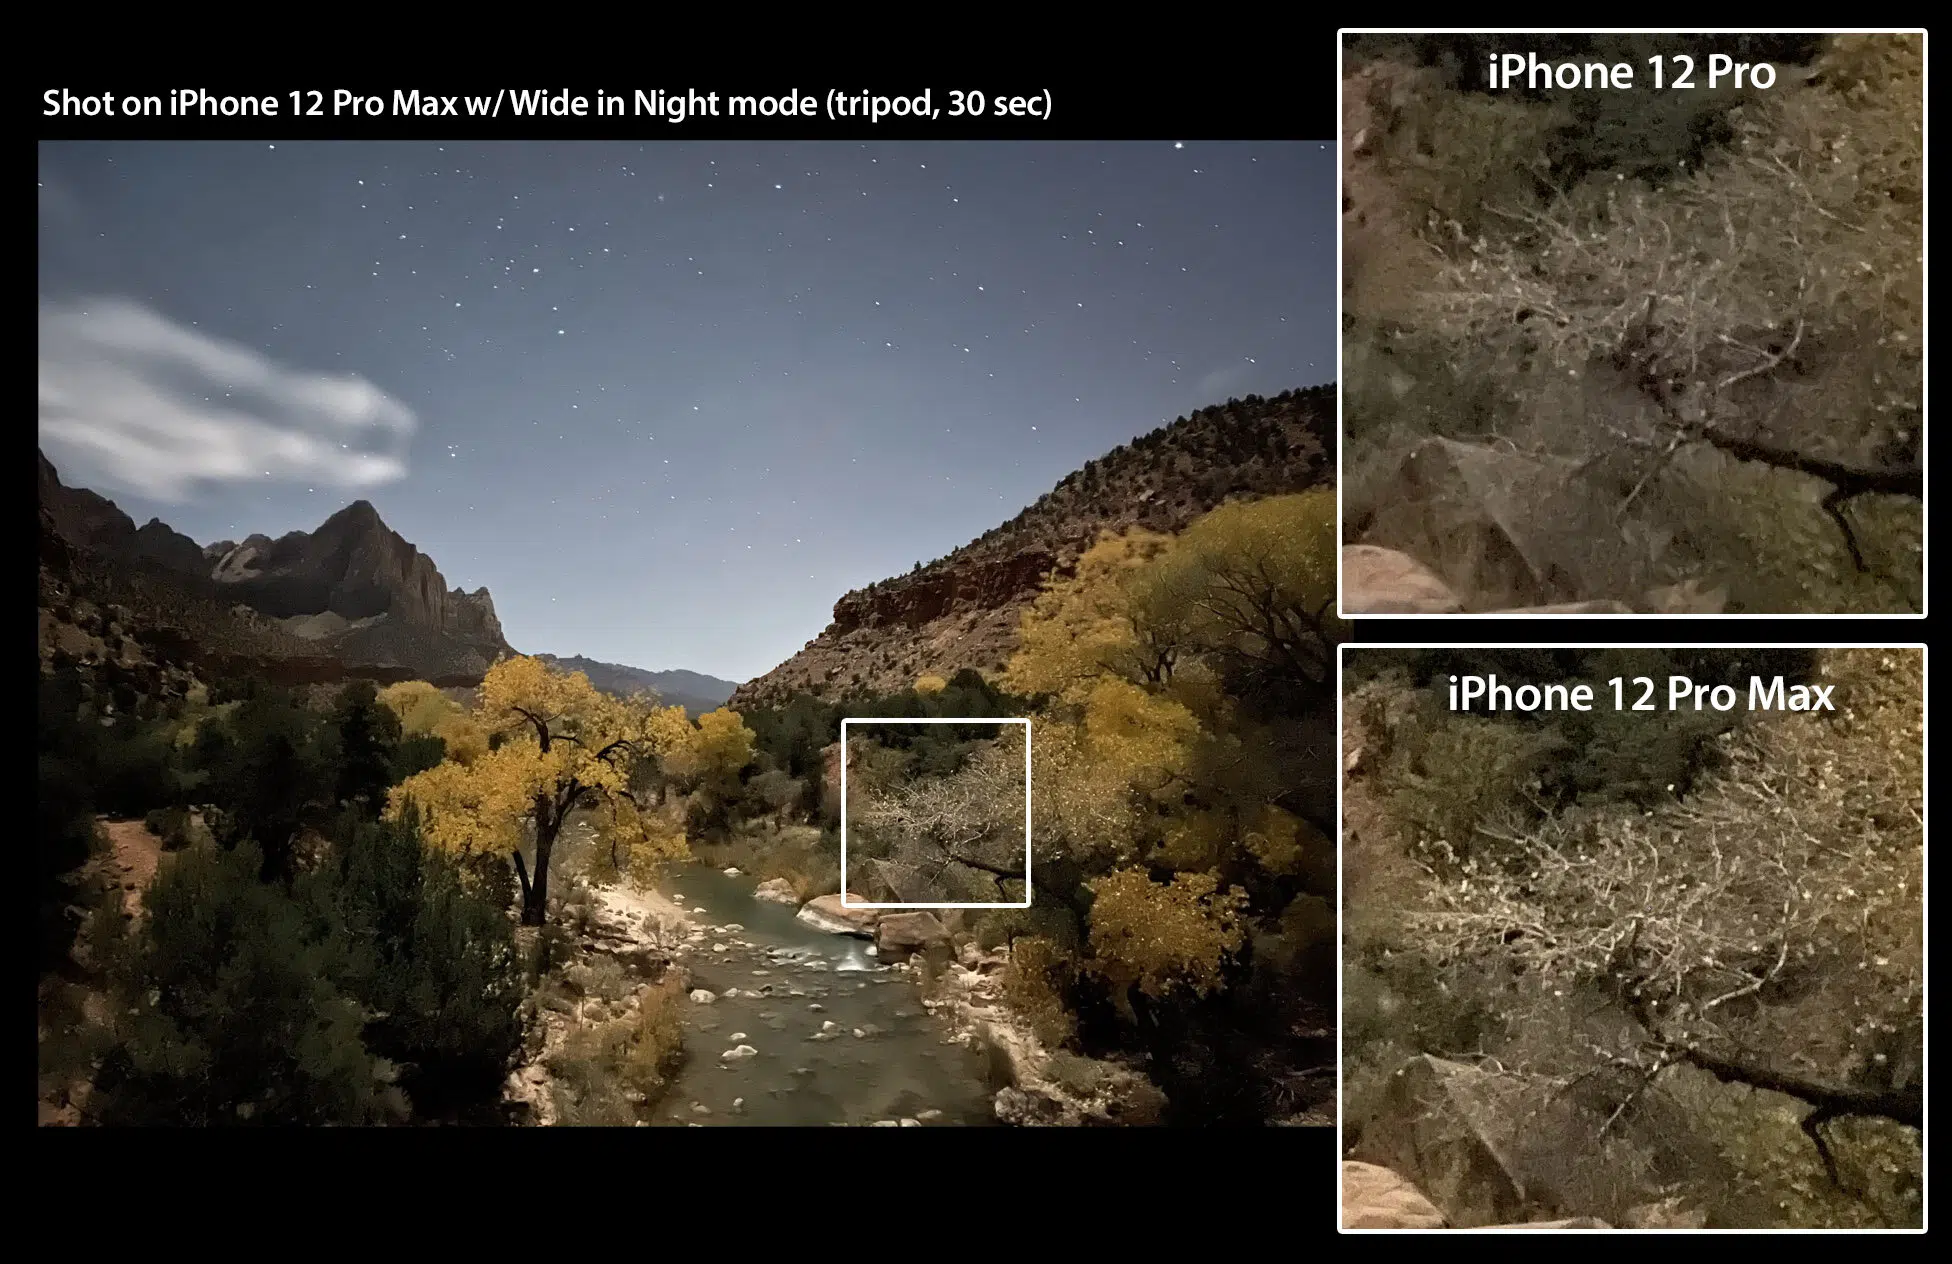 Shot on iPhone 12 Pro Max w/ Wide in Night mode (tripod, 30 sec)
iPhone 12 Pro
iPhone 12 Pro Max